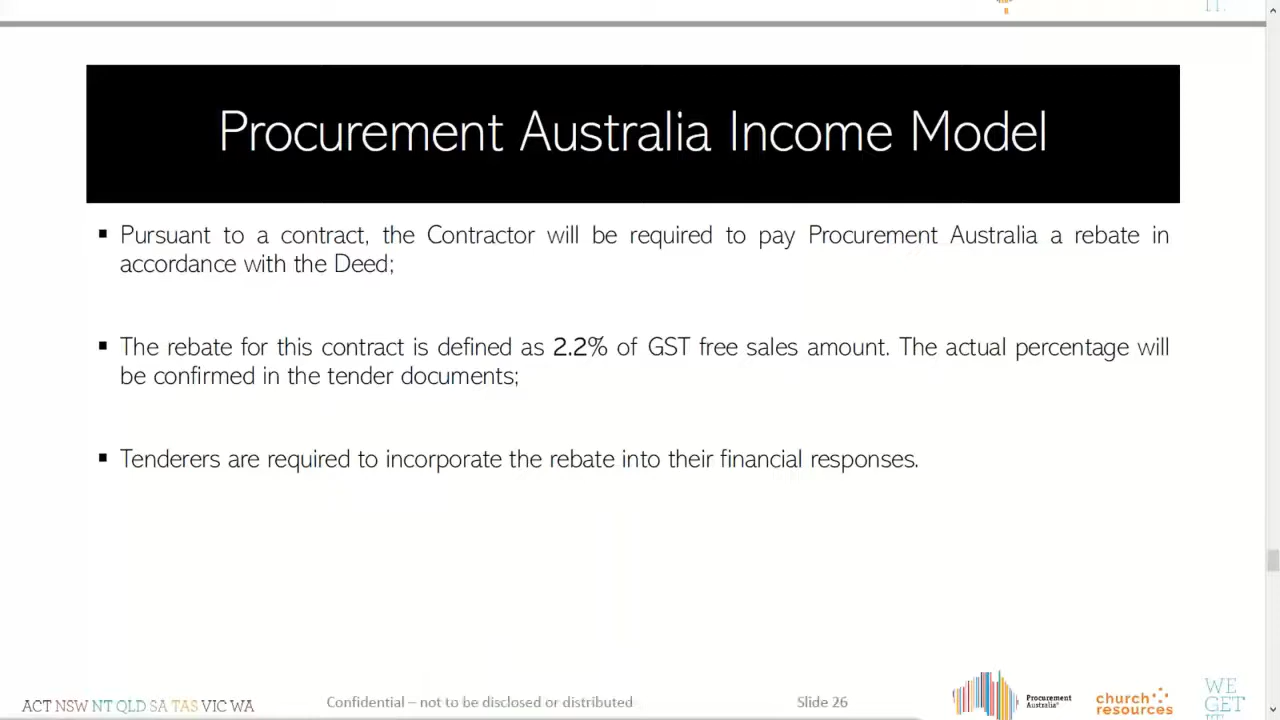 IT.
Procurement Australia Income Model
▪ Pursuant to a contract, the Contractor will be required to pay Procurement Australia a rebate in
accordance with the Deed;
▪ The rebate for this contract is defined as 2.2% of GST free sales amount. The actual percentage will
be confirmed in the tender documents;
▪ Tenderers are required to incorporate the rebate into their financial responses.
ACT NSW NT QLD SA TAS VIC WA
Confidential – not to be disclosed or distributed
Slide 26
Procurement
Australia®
church
resources
WE
GET